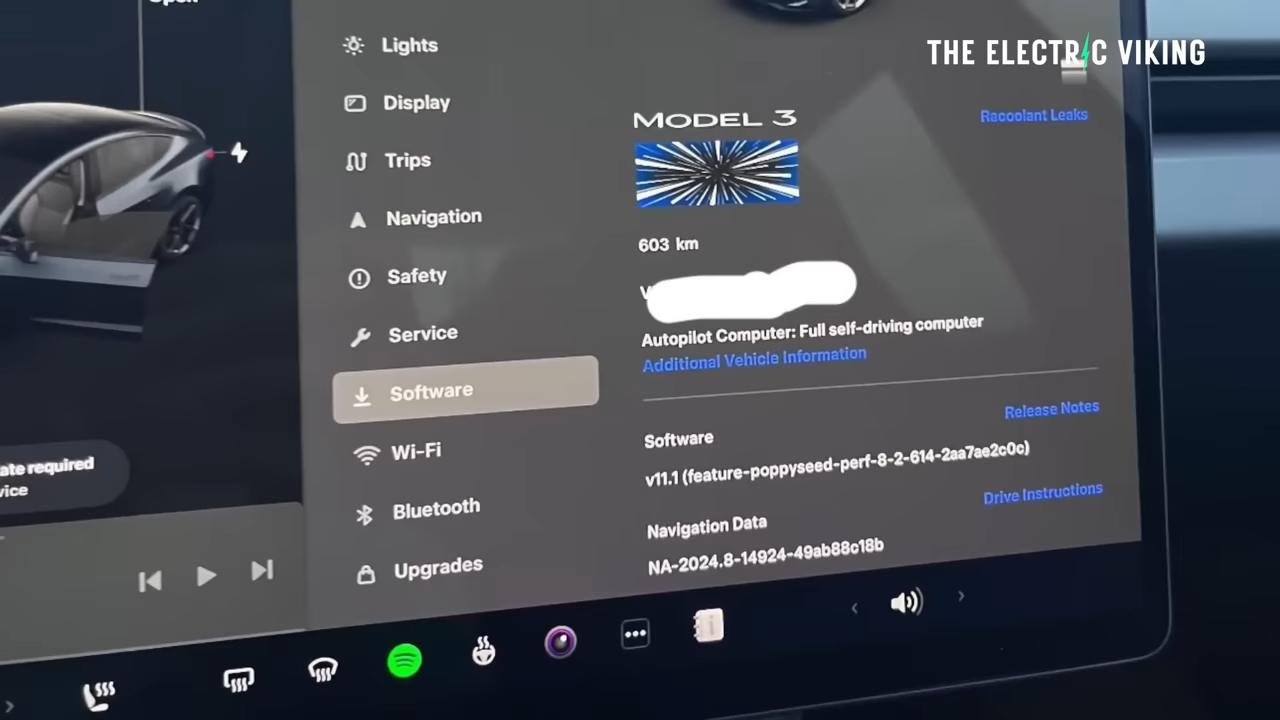 THE ELECTRIC VIKING
Lights
Display
Trips
Navigation
Safety
Service
Software
Wi-Fi
Bluetooth
Upgrades
ate required
vice
MODEL 3
Racoolant Leaks
603 km
V
Autopilot Computer: Full self-driving computer
Additional Vehicle Information
Release Notes
Software
v11.1 (feature-poppyseed-perf-8-2-614-2aa7ae2c0c)
Drive Instructions
Navigation Data
NA-2024.8-14924-49ab88c18b